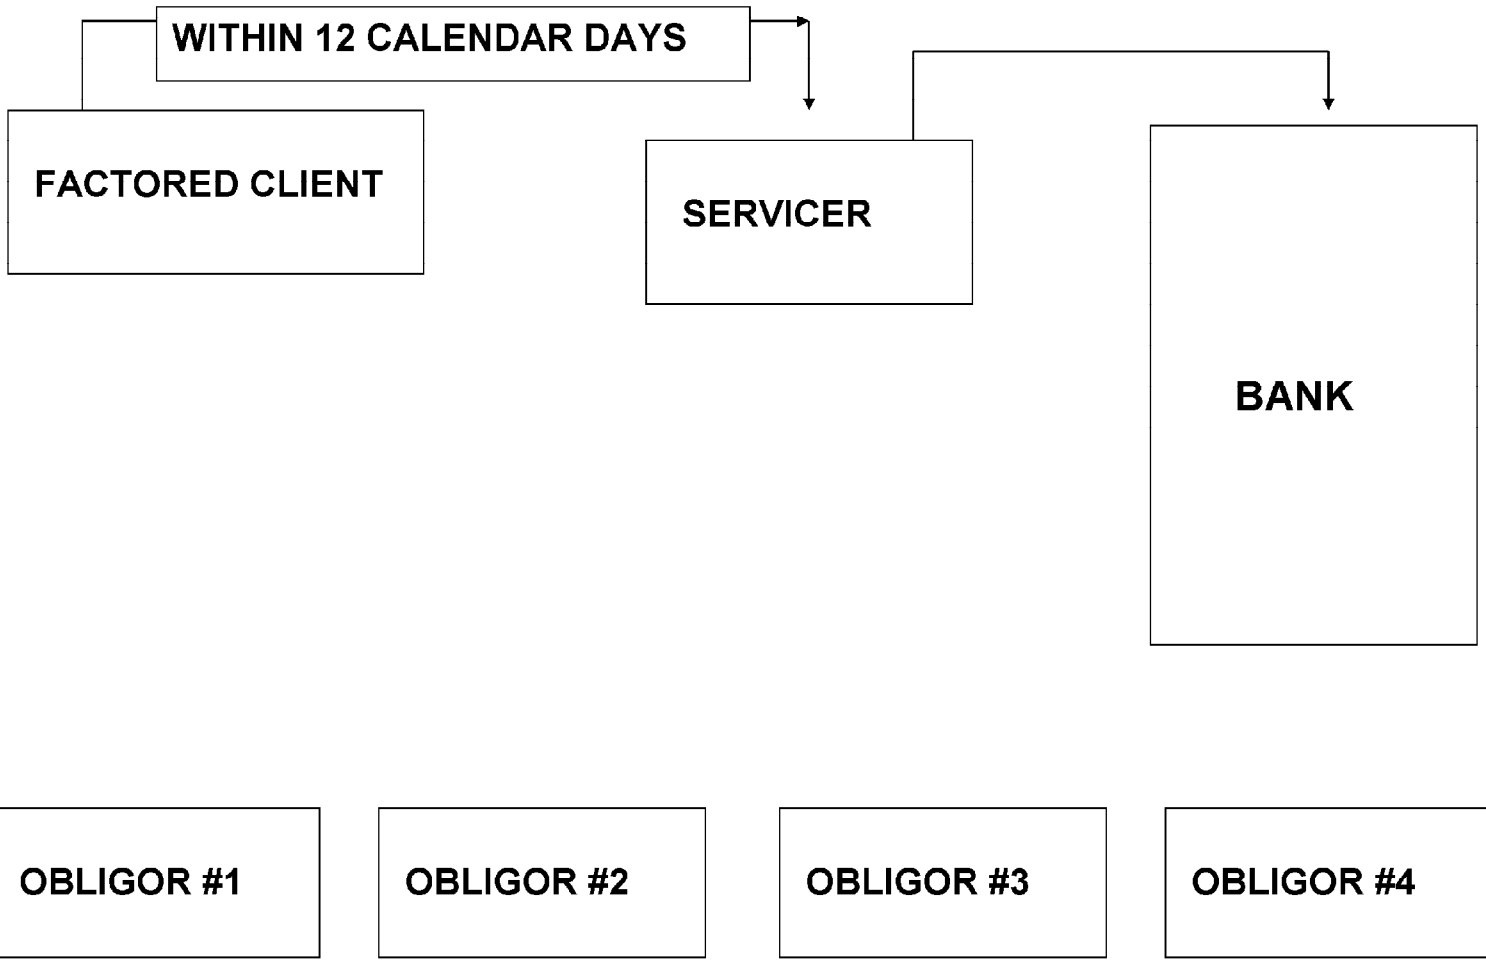 WITHIN 12 CALENDAR DAYS
FACTORED CLIENT
SERVICER
BANK
OBLIGOR #1
OBLIGOR #2
OBLIGOR #3
OBLIGOR #4